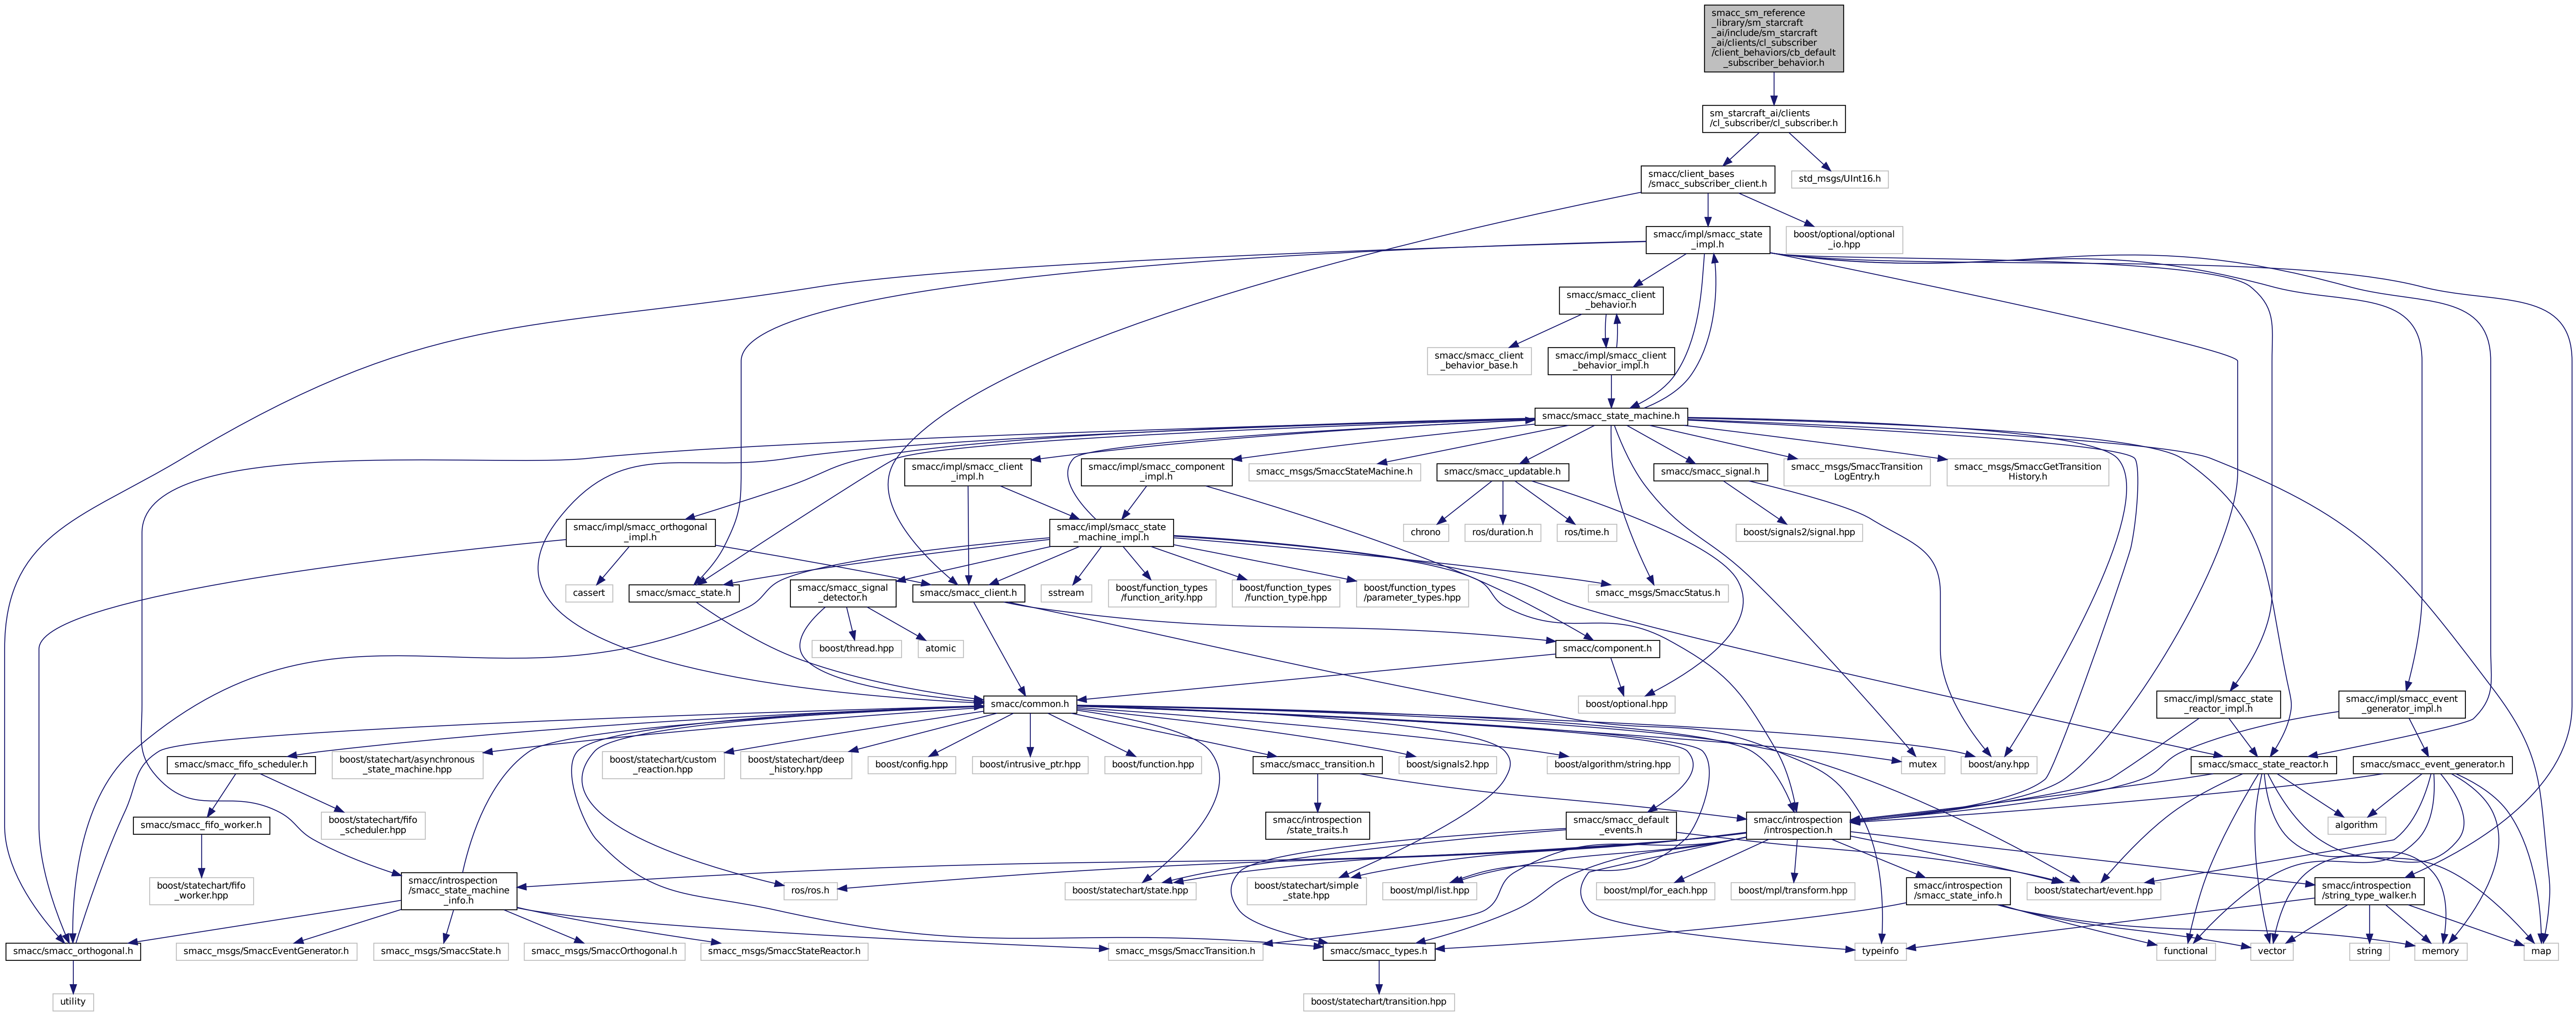 smacc_sm_reference
_library/sm_starcraft
_ai/include/sm_starcraft
_ai/clients/cl_subscriber
/client_behaviors/cb_default
_subscriber_behavior.h
sm_starcraft_ai/clients
/cl_subscriber/cl_subscriber.h
smacc/client_bases
/smacc_subscriber_client.h
std_msgs/UInt16.h
smacc/impl/smacc_state
_impl.h
boost/optional/optional
_io.hpp
smacc/smacc_client
_behavior.h
smacc/smacc_client
_behavior_base.h
smacc/impl/smacc_client
_behavior_impl.h
smacc/smacc_state_machine.h
smacc/impl/smacc_client
_impl.h
smacc/impl/smacc_component
_impl.h
smacc_msgs/SmaccStateMachine.h
smacc/smacc_updatable.h
smacc/smacc_signal.h
smacc_msgs/SmaccTransition
LogEntry.h
smacc_msgs/SmaccGetTransition
History.h
smacc/impl/smacc_orthogonal
_impl.h
smacc/impl/smacc_state
_machine_impl.h
chrono
ros/duration.h
ros/time.h
boost/signals2/signal.hpp
cassert
smacc/smacc_state.h
smacc/smacc_signal
_detector.h
smacc/smacc_client.h
sstream
boost/function_types
/function_arity.hpp
boost/function_types
/function_type.hpp
boost/function_types
/parameter_types.hpp
smacc_msgs/SmaccStatus.h
boost/thread.hpp
atomic
smacc/component.h
smacc/common.h
boost/optional.hpp
smacc/impl/smacc_state
_reactor_impl.h
smacc/impl/smacc_event
_generator_impl.h
smacc/smacc_fifo_scheduler.h
boost/statechart/asynchronous
_state_machine.hpp
boost/statechart/custom
_reaction.hpp
boost/statechart/deep
_history.hpp
boost/config.hpp
boost/intrusive_ptr.hpp
boost/function.hpp
smacc/smacc_transition.h
boost/signals2.hpp
boost/algorithm/string.hpp
mutex
boost/any.hpp
smacc/smacc_state_reactor.h
smacc/smacc_event_generator.h
smacc/smacc_fifo_worker.h
boost/statechart/fifo
_scheduler.hpp
smacc/introspection
/state_traits.h
smacc/smacc_default
_events.h
smacc/introspection
/introspection.h
algorithm
boost/statechart/fifo
_worker.hpp
smacc/introspection
/smacc_state_machine
_info.h
ros/ros.h
boost/statechart/state.hpp
boost/statechart/simple
_state.hpp
boost/mpl/list.hpp
boost/mpl/for_each.hpp
boost/mpl/transform.hpp
smacc/introspection
/smacc_state_info.h
boost/statechart/event.hpp
smacc/introspection
/string_type_walker.h
smacc/smacc_orthogonal.h
smacc_msgs/SmaccEventGenerator.h
smacc_msgs/SmaccState.h
smacc_msgs/SmaccOrthogonal.h
smacc_msgs/SmaccStateReactor.h
smacc_msgs/SmaccTransition.h
smacc/smacc_types.h
typeinfo
functional
vector
string
memory
map
utility
boost/statechart/transition.hpp